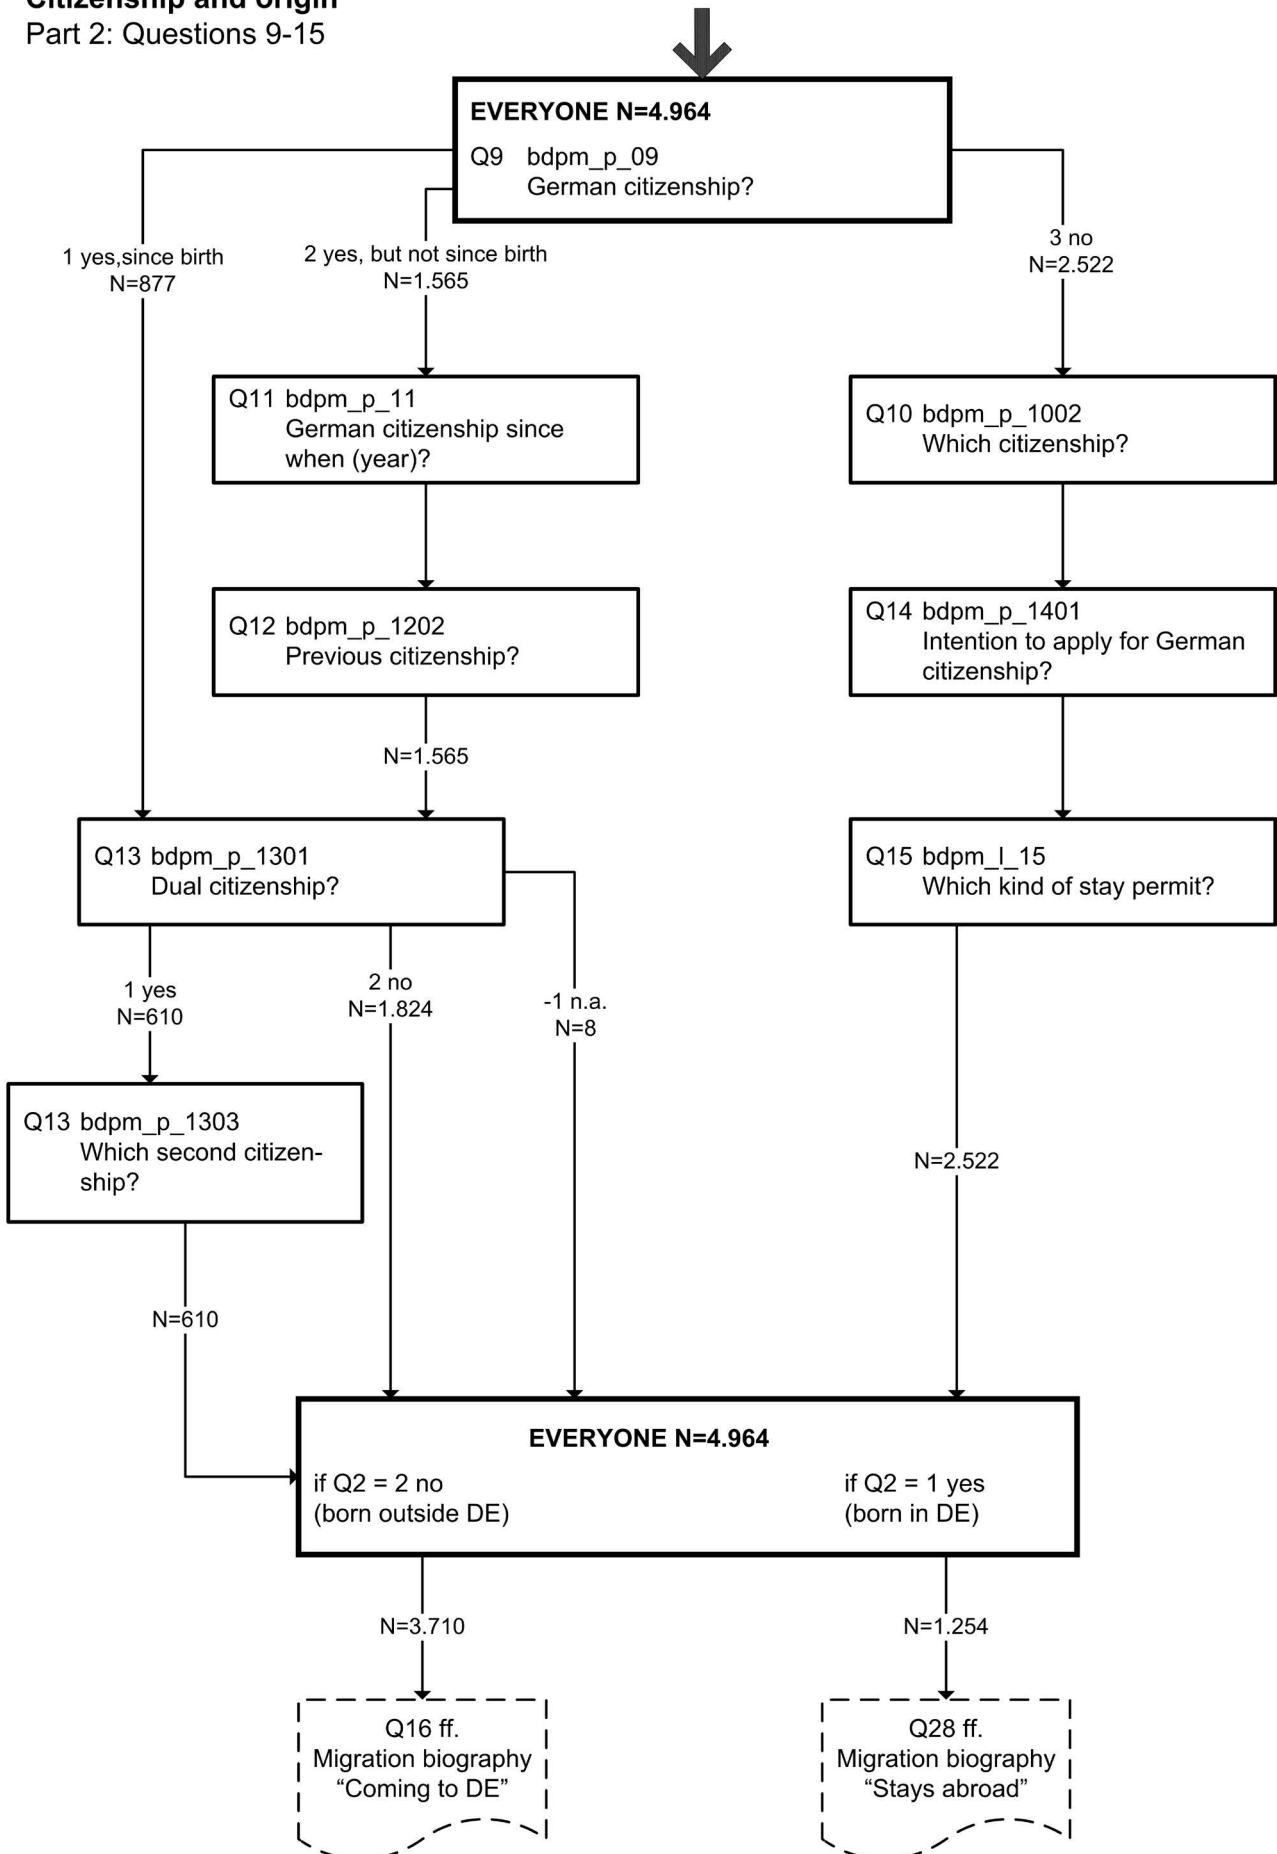 Citizenship and origin
Part 2: Questions 9-15
EVERYONE N=4.964
Q9 bdpm_p_09
German citizenship?
1 yes,since birth
N=877
2 yes, but not since birth
N=1.565
3 no
N=2.522
Q11 bdpm_p_11
German citizenship since
when (year)?
Q10 bdpm_p_1002
Which citizenship?
Q12 bdpm_p_1202
Previous citizenship?
Q14 bdpm_p_1401
Intention to apply for German
citizenship?
N=1.565
Q13 bdpm_p_1301
Dual citizenship?
Q15 bdpm_l_15
Which kind of stay permit?
1 yes
N=610
2 no
N=1.824
-1 n.a.
N=8
Q13 bdpm_p_1303
Which second citizen-
ship?
N=2.522
N=610
EVERYONE N=4.964
if Q2 = 2 no
(born outside DE)
if Q2 = 1 yes
(born in DE)
N=3.710
N=1.254
Q16 ff.
Migration biography
“Coming to DE”
Q28 ff.
Migration biography
“Stays abroad”